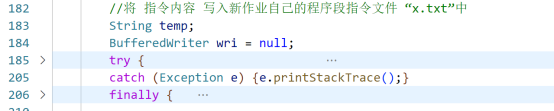 182 //将 指令内容 写入新作业自己的程序段指令文件 “x.txt”中
183 String temp;
184 BufferedWriter wri = null;
185 try { ⋯
205 catch (Exception e) {e.printStackTrace();}
206 finally { ⋯